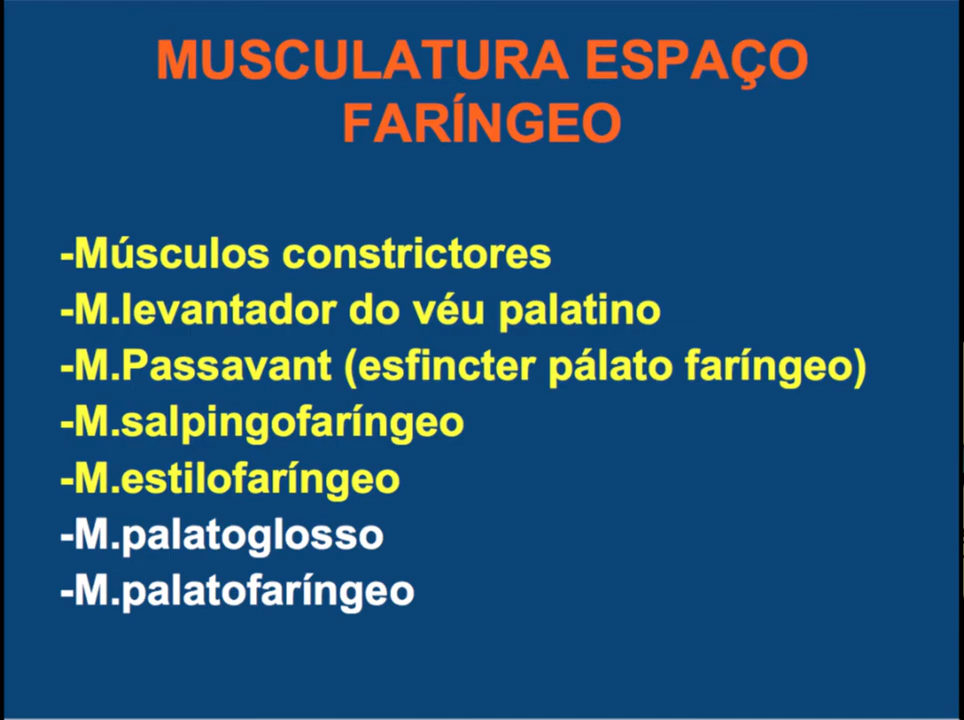 MUSCULATURA ESPAÇO
FARÍNGEO
-Músculos constrictores
-M.levantador do véu palatino
-M.Passavant (esfincter pálato faríngeo)
-M.salpingofaríngeo
-M.estilofaríngeo
-M.palatoglosso
-M.palatofaríngeo